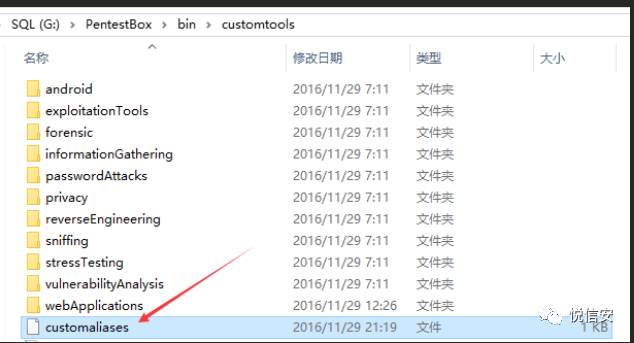 SQL (G:) > PentestBox > bin > customtools
名称 修改日期 类型 大小
android 2016/11/29 7:11 文件夹
exploitationTools 2016/11/29 7:11 文件夹
forensic 2016/11/29 7:11 文件夹
informationGathering 2016/11/29 7:11 文件夹
passwordAttacks 2016/11/29 7:11 文件夹
privacy 2016/11/29 7:11 文件夹
reverseEngineering 2016/11/29 7:11 文件夹
sniffing 2016/11/29 7:11 文件夹
stressTesting 2016/11/29 7:11 文件夹
vulnerabilityAnalysis 2016/11/29 7:11 文件夹
webApplications 2016/11/29 12:26 文件夹
悦信安
customaliases 2016/11/29 21:19 文件 1 KB